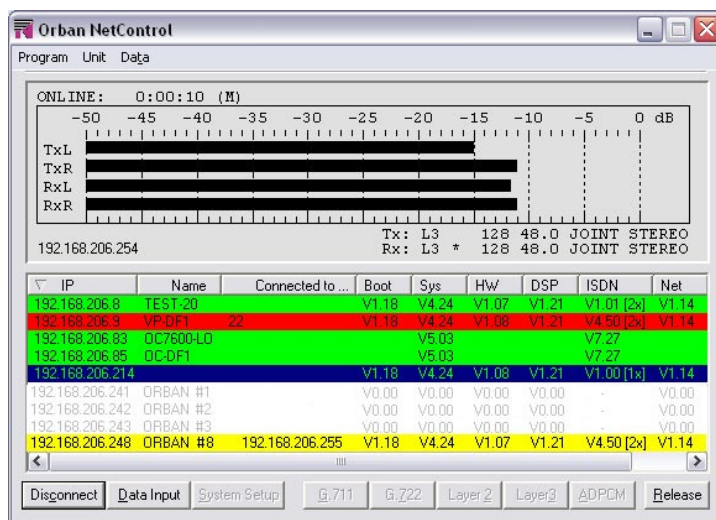 Orban NetControl
Program Unit Data
ONLINE: 0:00:10 (M)
-50 -45 -40 -35 -30 -25 -20 -15 -10 -5 0 dB
TxL
TxR
RxL
RxR
Tx: L3 128 48.0 JOINT STEREO
192.168.206.254 Rx: L3 * 128 48.0 JOINT STEREO
IP Name Connected to ... Boot Sys HW DSP ISDN Net
192.168.206.8 TEST-20 V1.18 V4.24 V1.07 V1.21 V1.01 [2x] V1.14
192.168.206.9 VP-DF1 22 V1.18 V4.24 V1.08 V1.21 V4.50 [2x] V1.14
192.168.206.83 OC7600-LO V5.03 V7.27
192.168.206.85 OC-DF1 V5.03 V7.27
192.168.206.214 V1.18 V4.24 V1.08 V1.21 V1.00 [1x] V1.14
192.168.206.241 ORBAN #1 V0.00 V0.00 V0.00 V0.00 - V0.00
192.168.206.242 ORBAN #2 V0.00 V0.00 V0.00 V0.00 - V0.00
192.168.206.243 ORBAN #3 V0.00 V0.00 V0.00 V0.00 - V0.00
192.168.206.248 ORBAN #8 192.168.206.255 V1.18 V4.24 V1.07 V1.21 V4.50 [2x] V1.14
Disconnect Data Input System Setup G.711 G.722 Layer 2 Layer3 ADPCM Release